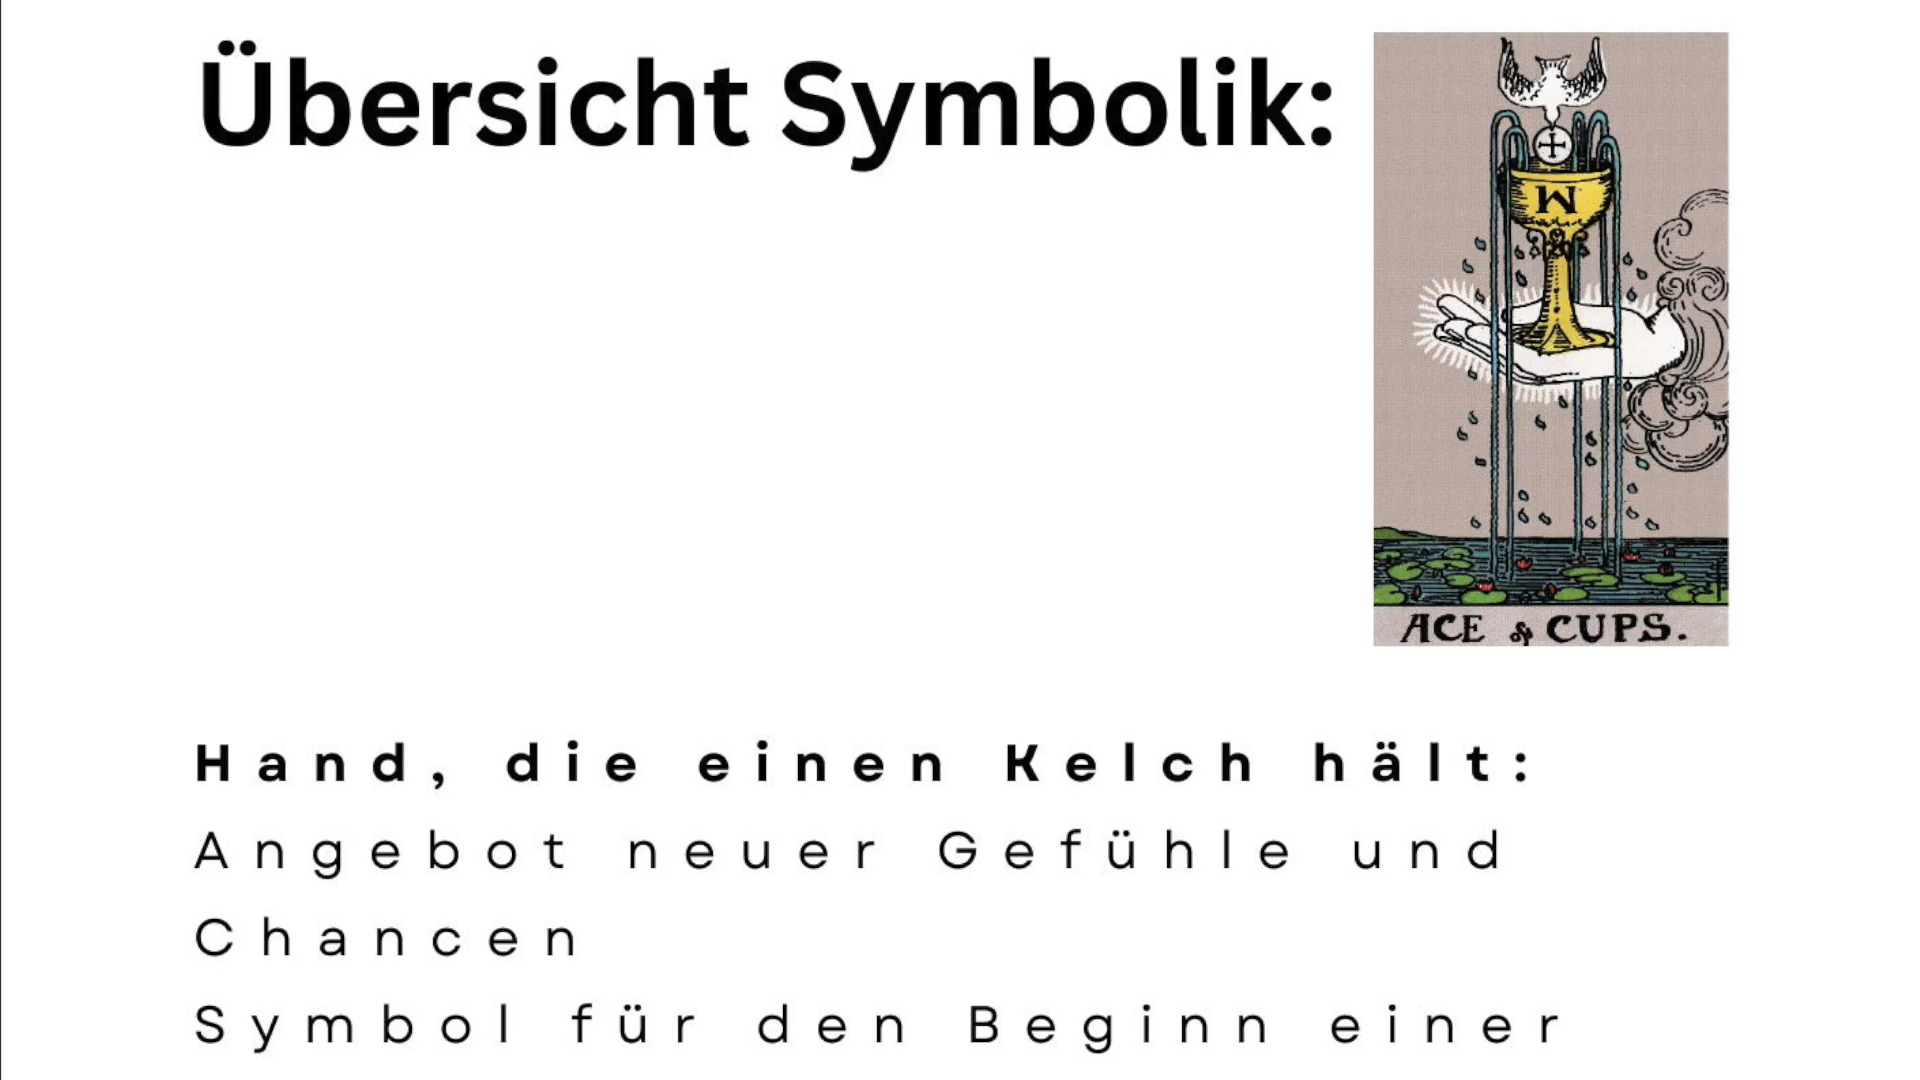 Übersicht Symbolik:
W
ACE of CUPS.
Hand, die einen Kelch hält:
Angebot neuer Gefühle und
Chancen
Symbol für den Beginn einer